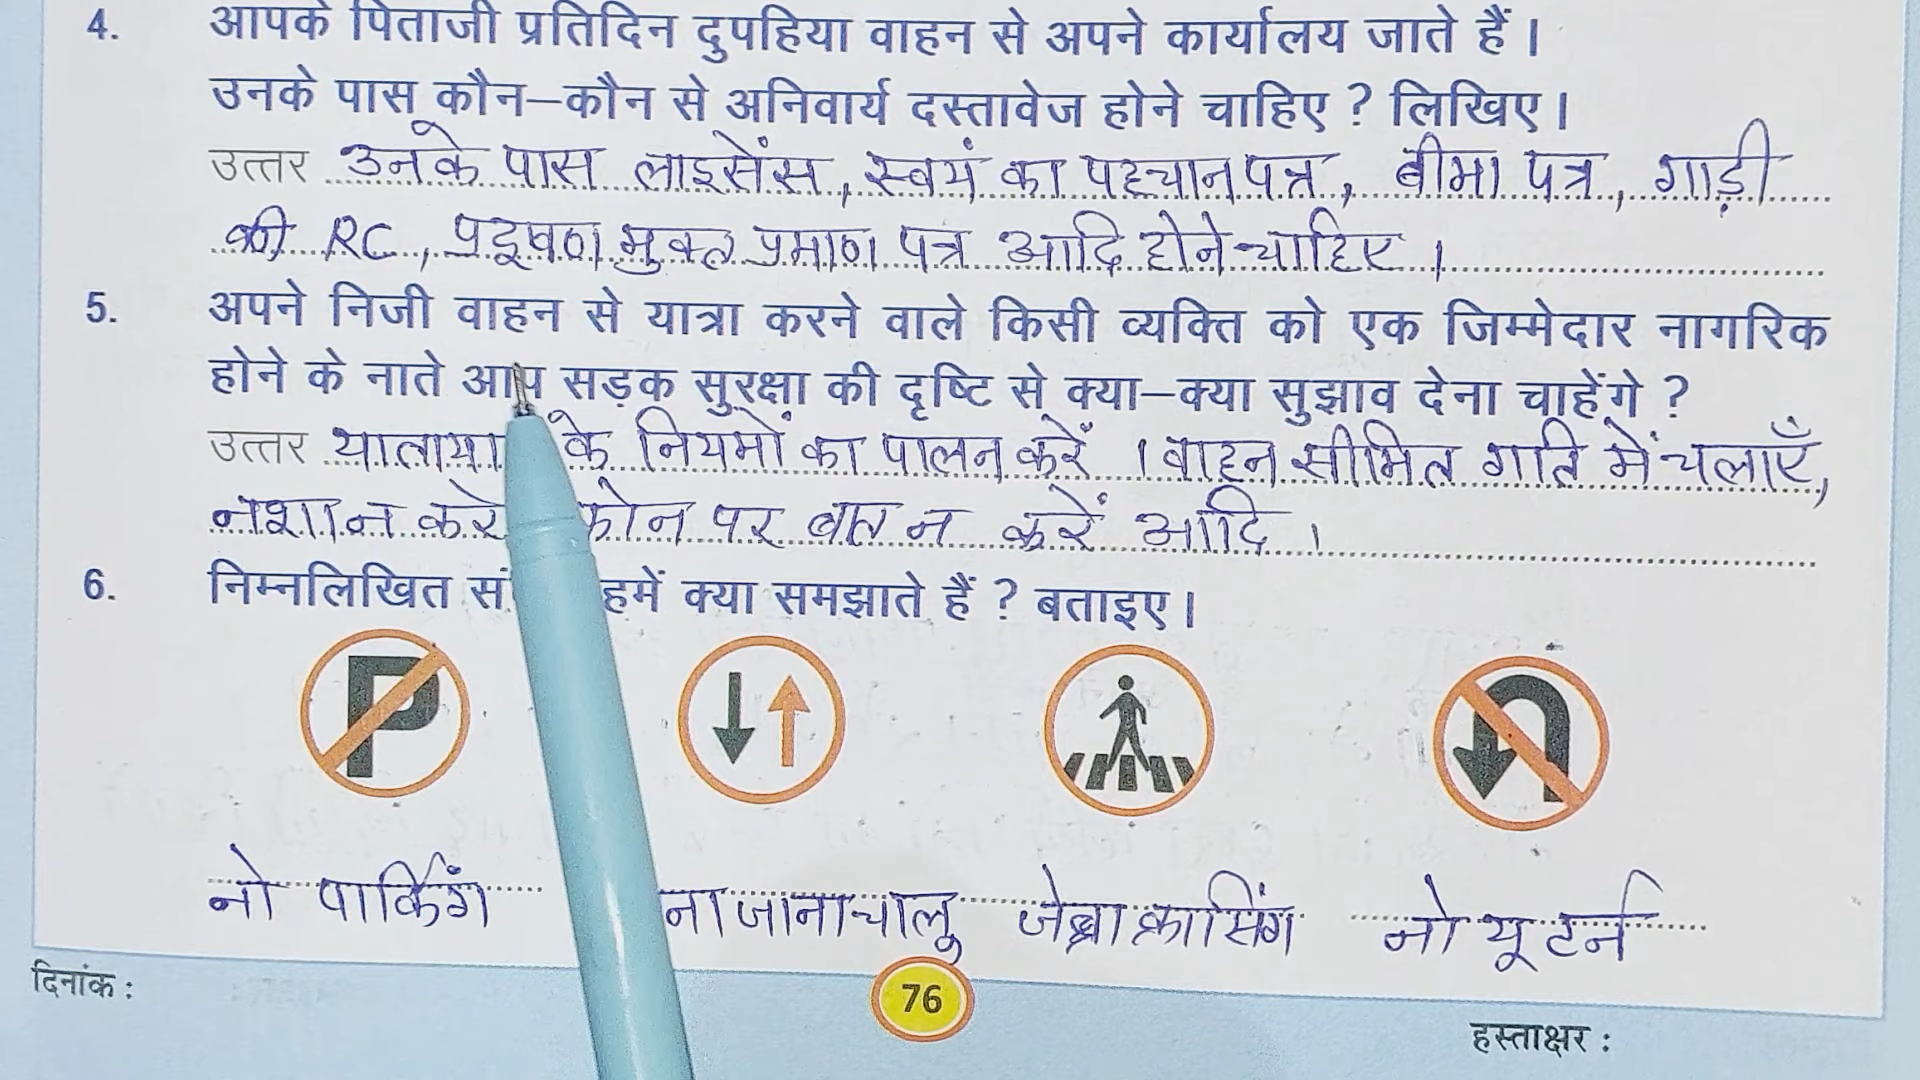 4. आपके पिताजी प्रतिदिन दुपहिया वाहन से अपने कार्यालय जाते हैं।
उनके पास कौन–कौन से अनिवार्य दस्तावेज होने चाहिए ? लिखिए।
उत्तर उनके पास लाइसेंस, स्वयं का पहचान पत्र, बीमा पत्र, गाड़ी
की RC, प्रदूषण मुक्त प्रमाण पत्र आदि होने चाहिए।
5. अपने निजी वाहन से यात्रा करने वाले किसी व्यक्ति को एक जिम्मेदार नागरिक
होने के नाते आप सड़क सुरक्षा की दृष्टि से क्या–क्या सुझाव देना चाहेंगे ?
उत्तर के नियमों का पालन करें। वाहन सीमित गति में चलाएँ,
नशा न करें फोन पर बात न करें आदि।
6. निम्नलिखित हमें क्या समझाते हैं ? बताइए।
P
नो पार्किंग ना जाना चालु जेब्रा क्रासिंग नो यू टर्न
दिनांक :
76
हस्ताक्षर :